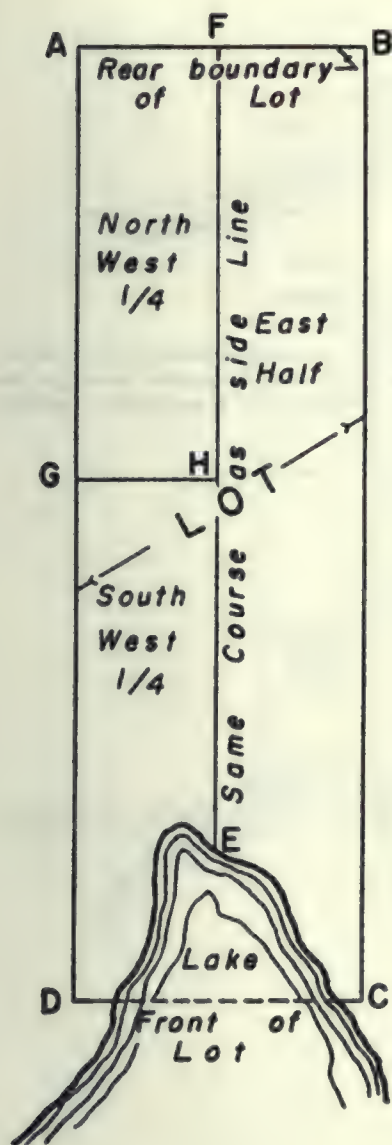 A F B
Rear boundary
of Lot
North
West
1/4
East
Half
Same Course as side Line
G H
LOT
South
West
1/4
E
Lake
D C
Front of
Lot